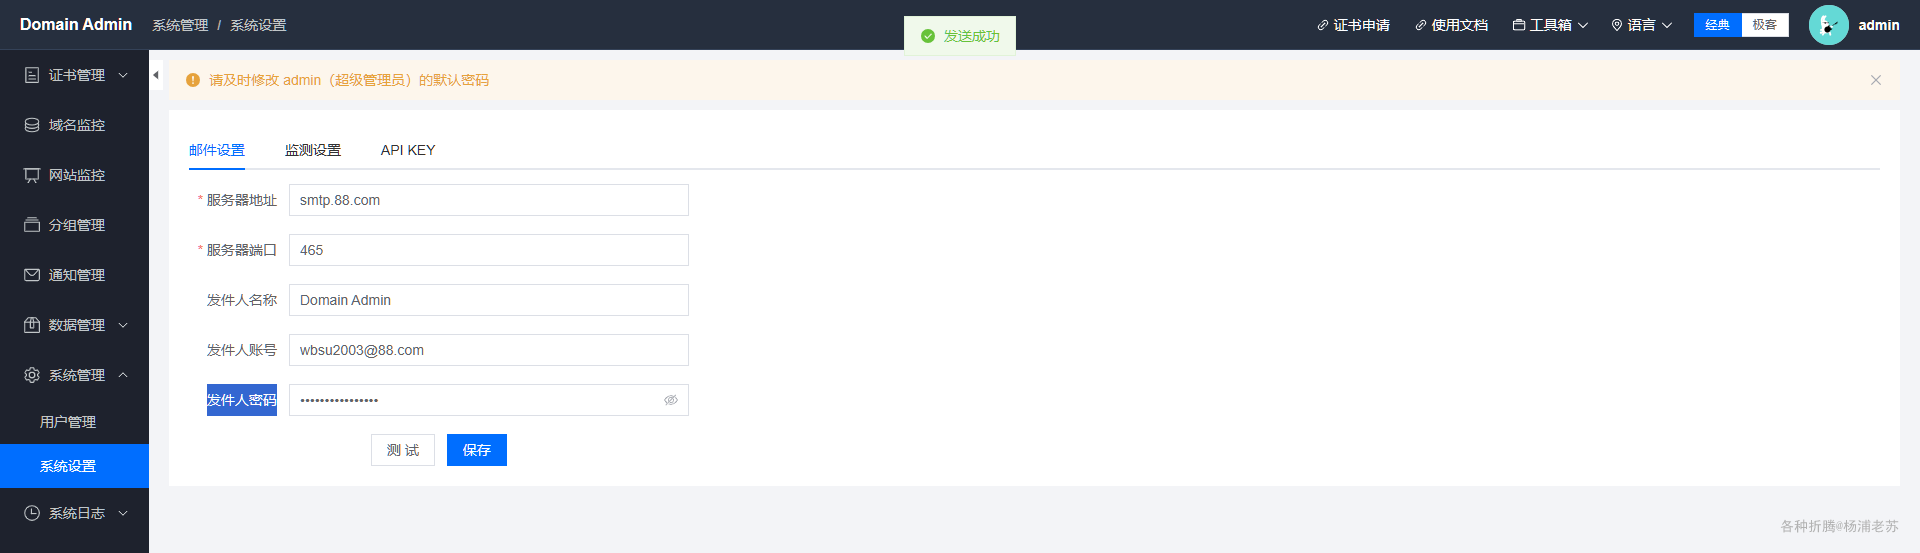 Domain Admin 系统管理 / 系统设置 发送成功 证书申请 使用文档 工具箱 语言 经典 极客 admin
证书管理
域名监控
网站监控
分组管理
通知管理
数据管理
系统管理
用户管理
系统设置
系统日志
请及时修改 admin（超级管理员）的默认密码
邮件设置 监测设置 API KEY
* 服务器地址 smtp.88.com
* 服务器端口 465
发件人名称 Domain Admin
发件人账号 wbsu2003@88.com
发件人密码 ••••••••••••••••
测 试 保存
各种折腾@杨浦老苏